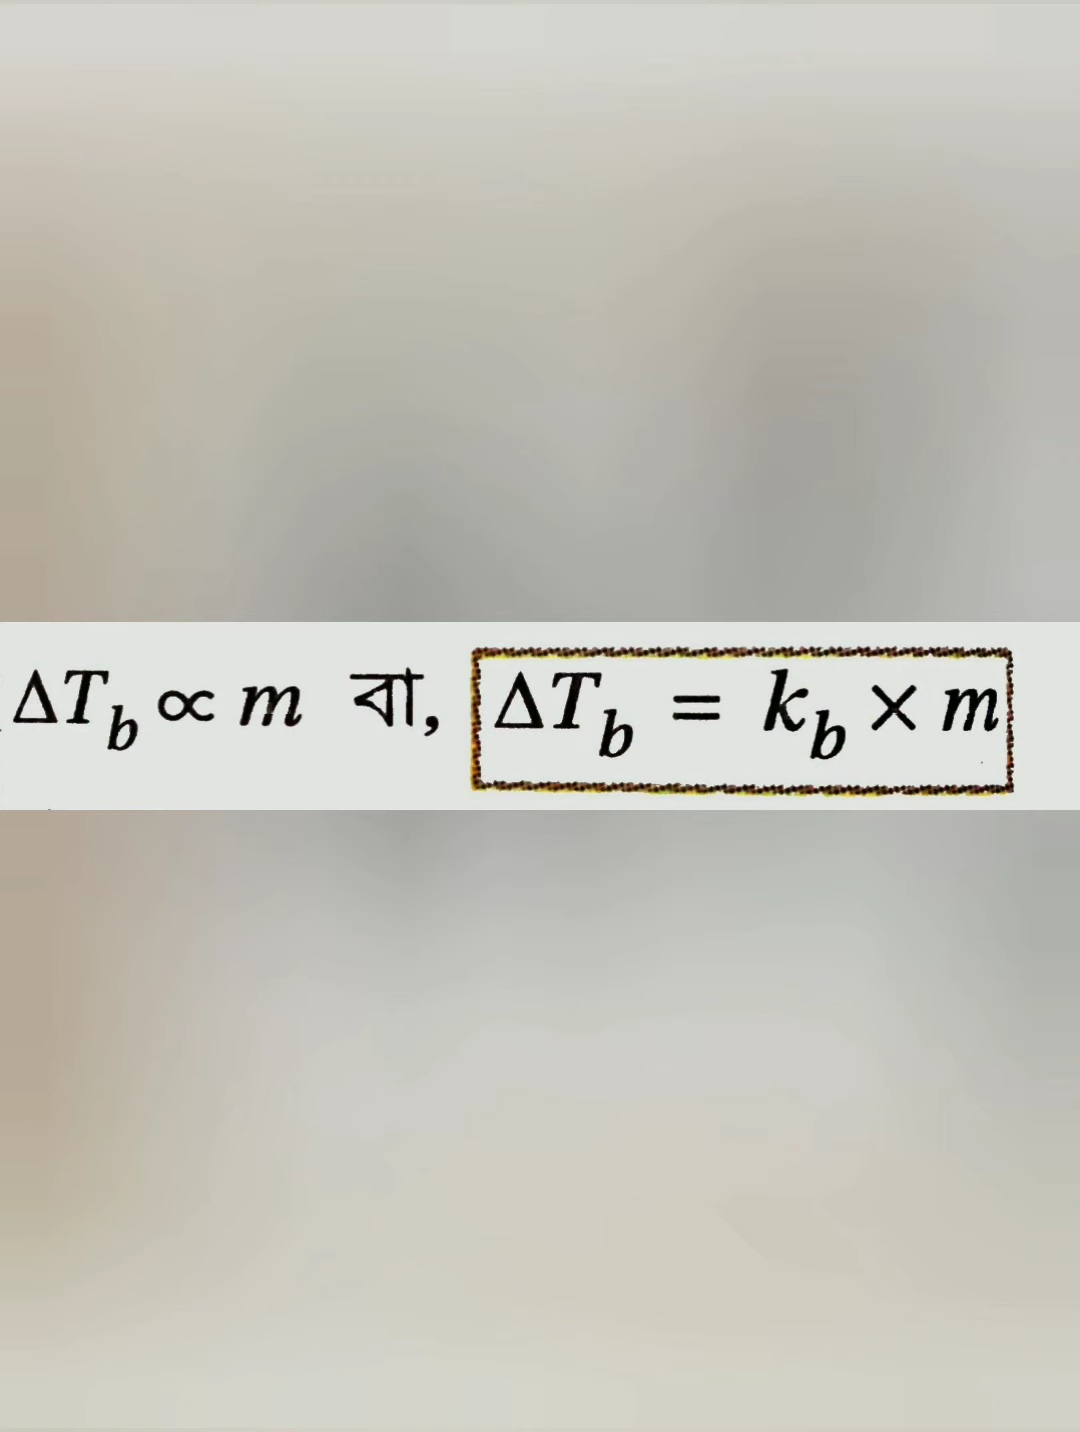 ΔT_b ∝ m বা, ΔT_b = k_b × m